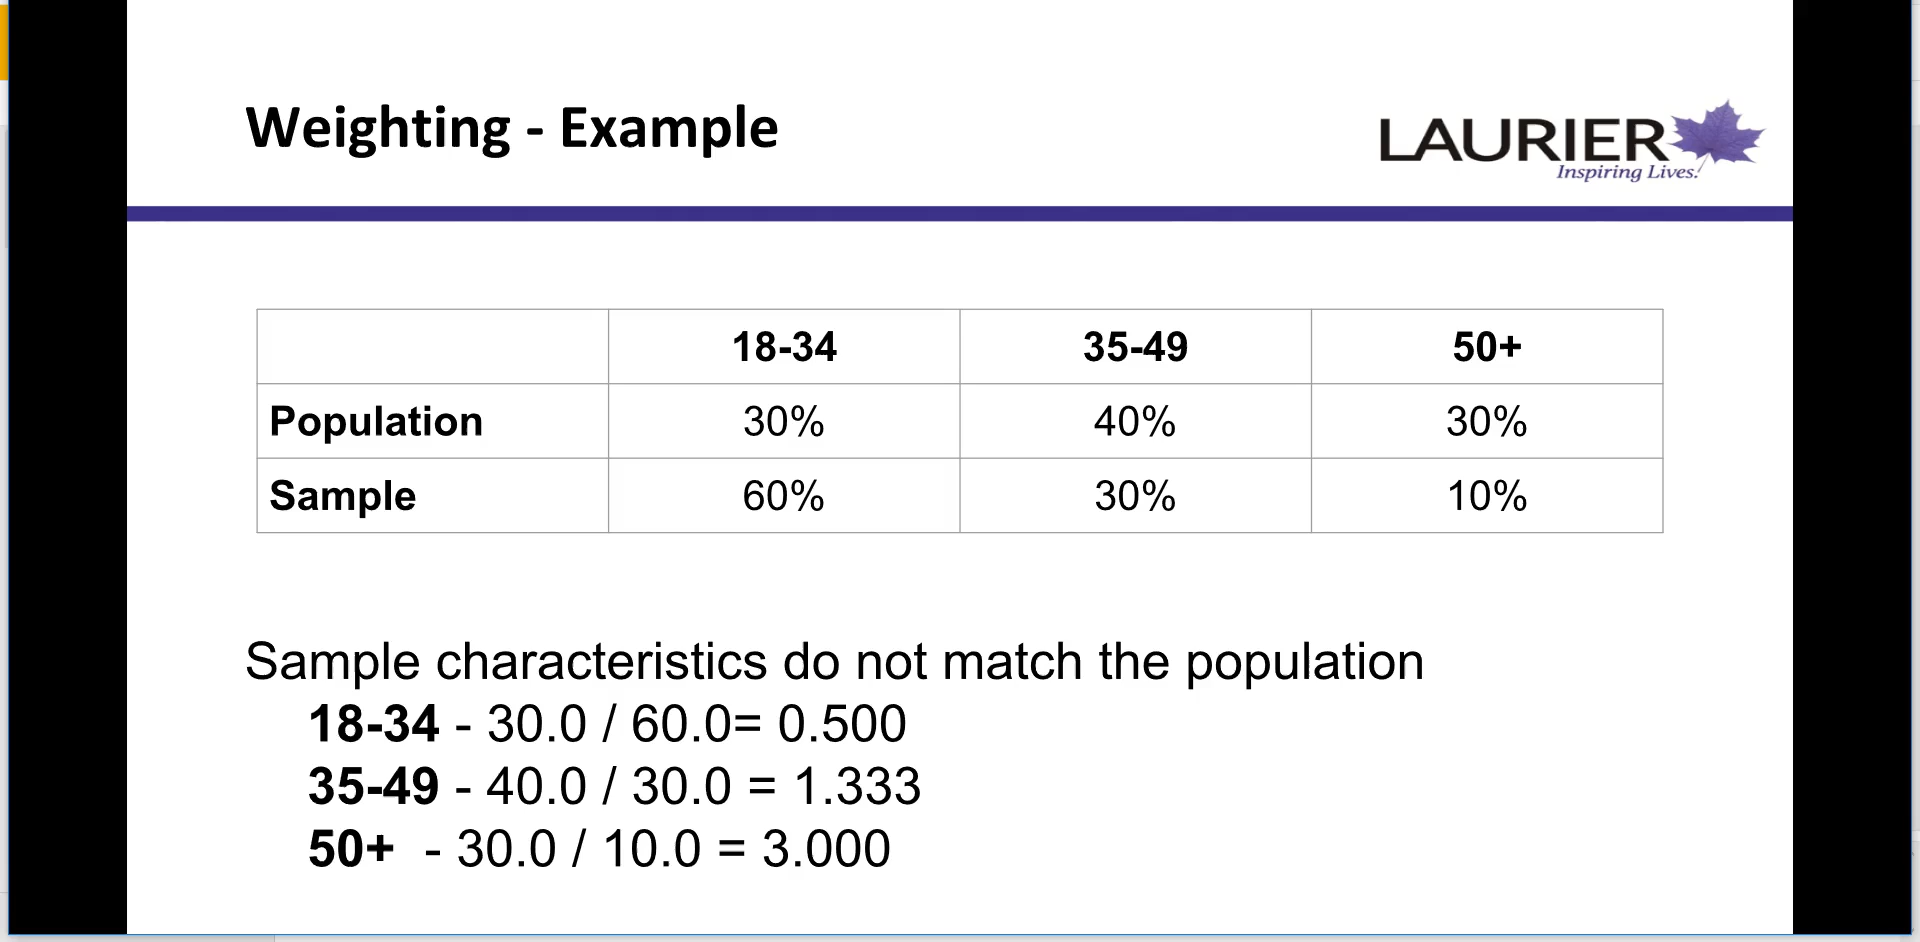 Weighting - Example
LAURIER
Inspiring Lives.
18-34 35-49 50+
Population 30% 40% 30%
Sample 60% 30% 10%
Sample characteristics do not match the population
18-34 - 30.0 / 60.0= 0.500
35-49 - 40.0 / 30.0 = 1.333
50+ - 30.0 / 10.0 = 3.000